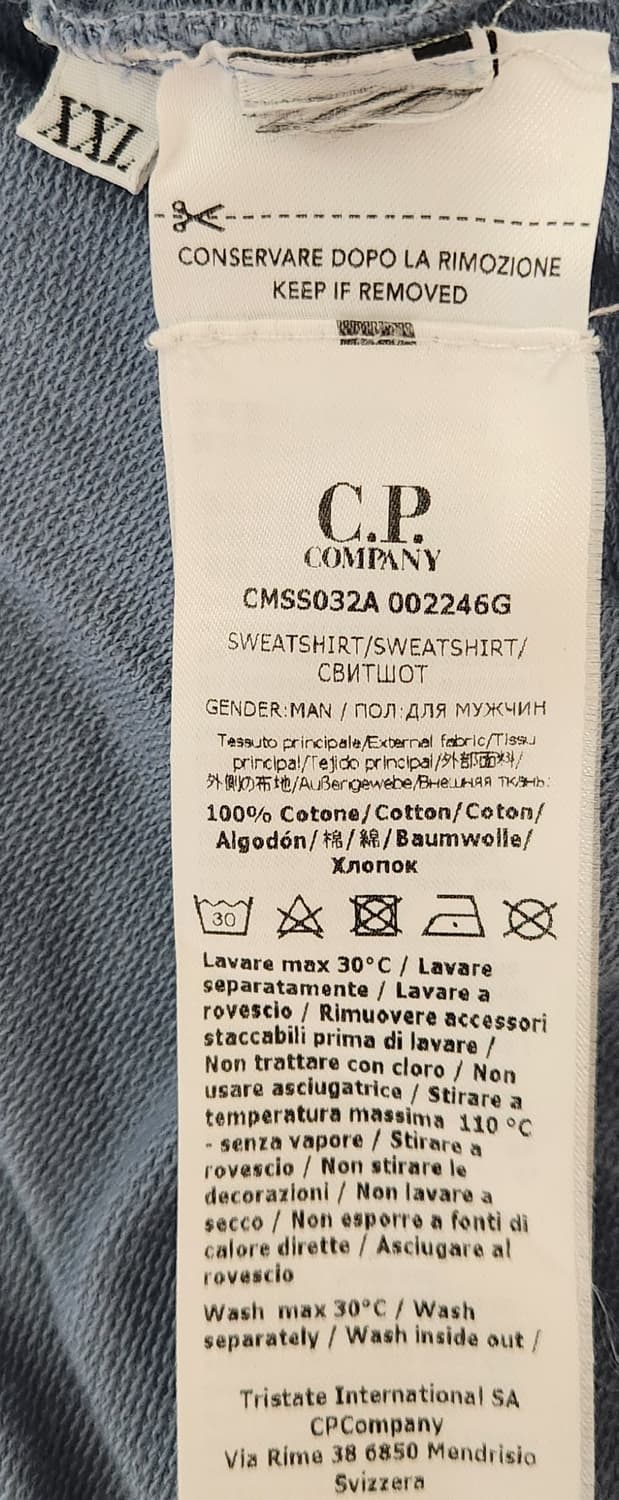 XXL
CONSERVARE DOPO LA RIMOZIONE
KEEP IF REMOVED
C.P.
COMPANY
CMSS032A 002246G
SWEATSHIRT/SWEATSHIRT/
СВИТШОТ
GENDER:MAN / ПОЛ:ДЛЯ МУЖЧИН
Tessuto principale/External fabric/Tissu
principal/Tejido principal/外部面料/
外側の布地/Außengewebe/Внешняя ткань:
100% Cotone/Cotton/Coton/
Algodón/棉/綿/Baumwolle/
Хлопок
30
Lavare max 30°C / Lavare
separatamente / Lavare a
rovescio / Rimuovere accessori
staccabili prima di lavare /
Non trattare con cloro / Non
usare asciugatrice / Stirare a
temperatura massima 110 °C
- senza vapore / Stirare a
rovescio / Non stirare le
decorazioni / Non lavare a
secco / Non esporre a fonti di
calore dirette / Asciugare al
rovescio
Wash max 30°C / Wash
separately / Wash inside out /
Tristate International SA
CPCompany
Via Rime 38 6850 Mendrisio
Svizzera